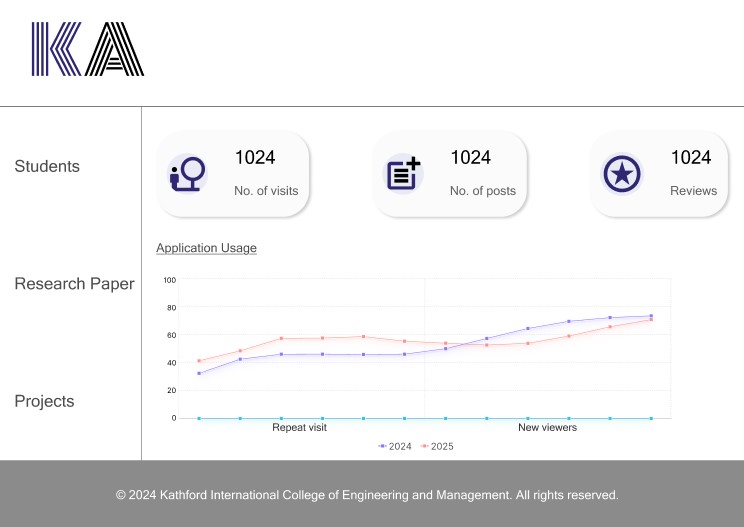 KA
1024
No. of visits
1024
No. of posts
1024
Reviews
Students
Research Paper
Projects
Application Usage
100
80
60
40
20
0
Repeat visit
New viewers
2024
2025
© 2024 Kathford International College of Engineering and Management. All rights reserved.